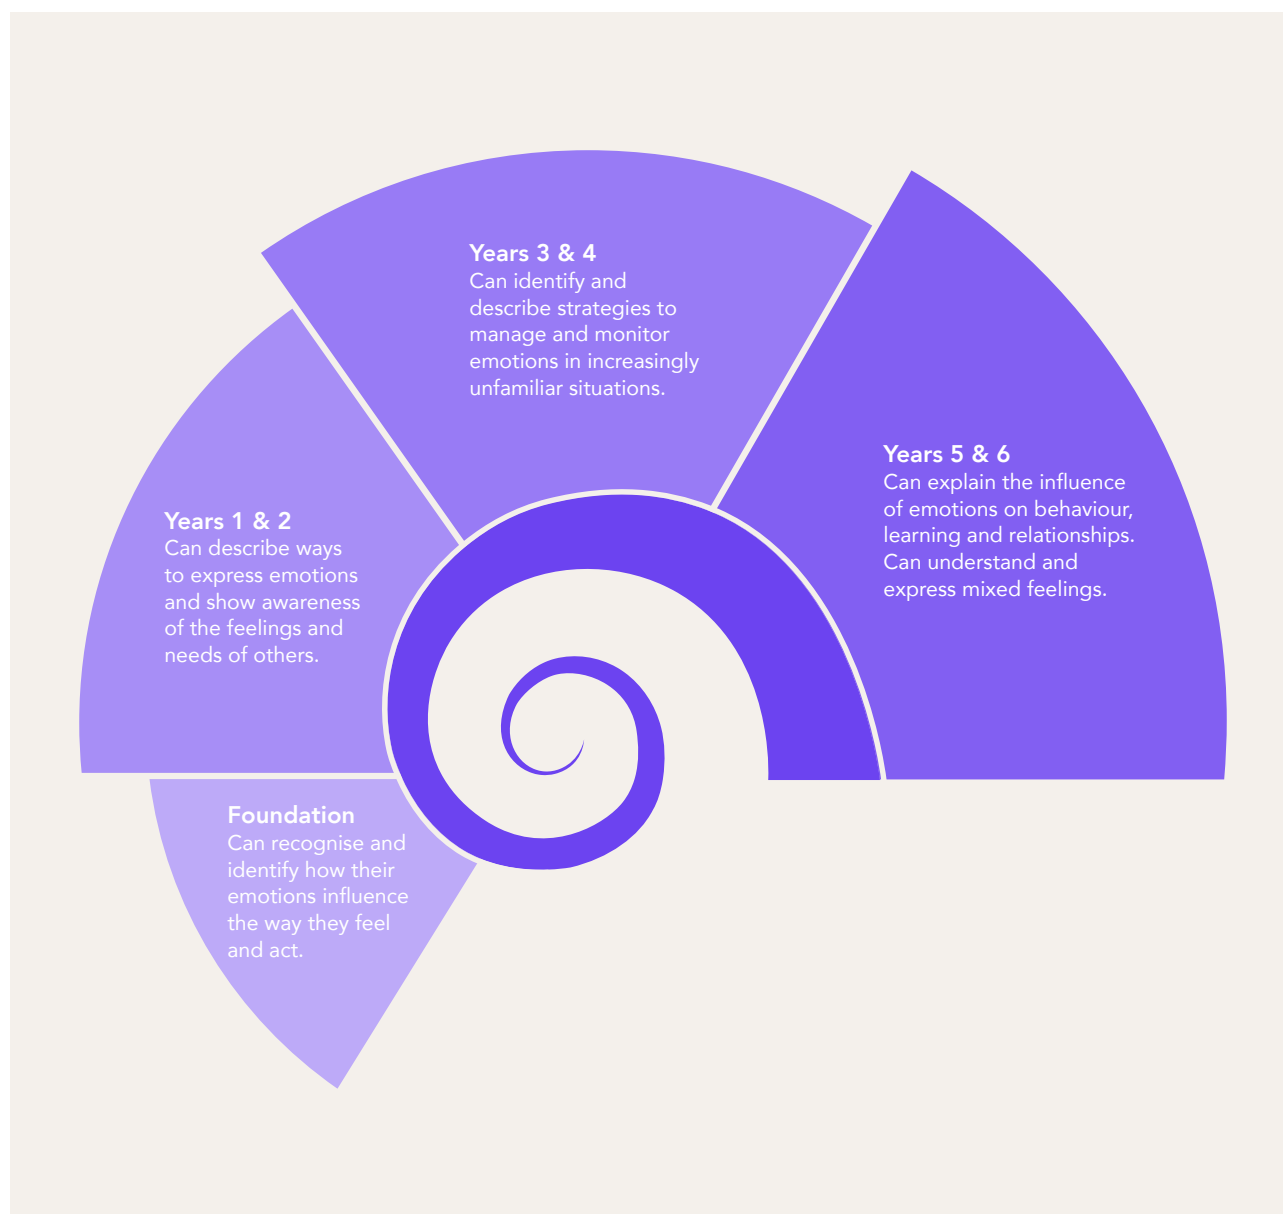 Years 3 & 4
Can identify and
describe strategies to
manage and monitor
emotions in increasingly
unfamiliar situations.
Years 5 & 6
Can explain the influence
of emotions on behaviour,
learning and relationships.
Can understand and
express mixed feelings.
Years 1 & 2
Can describe ways
to express emotions
and show awareness
of the feelings and
needs of others.
Foundation
Can recognise and
identify how their
emotions influence
the way they feel
and act.